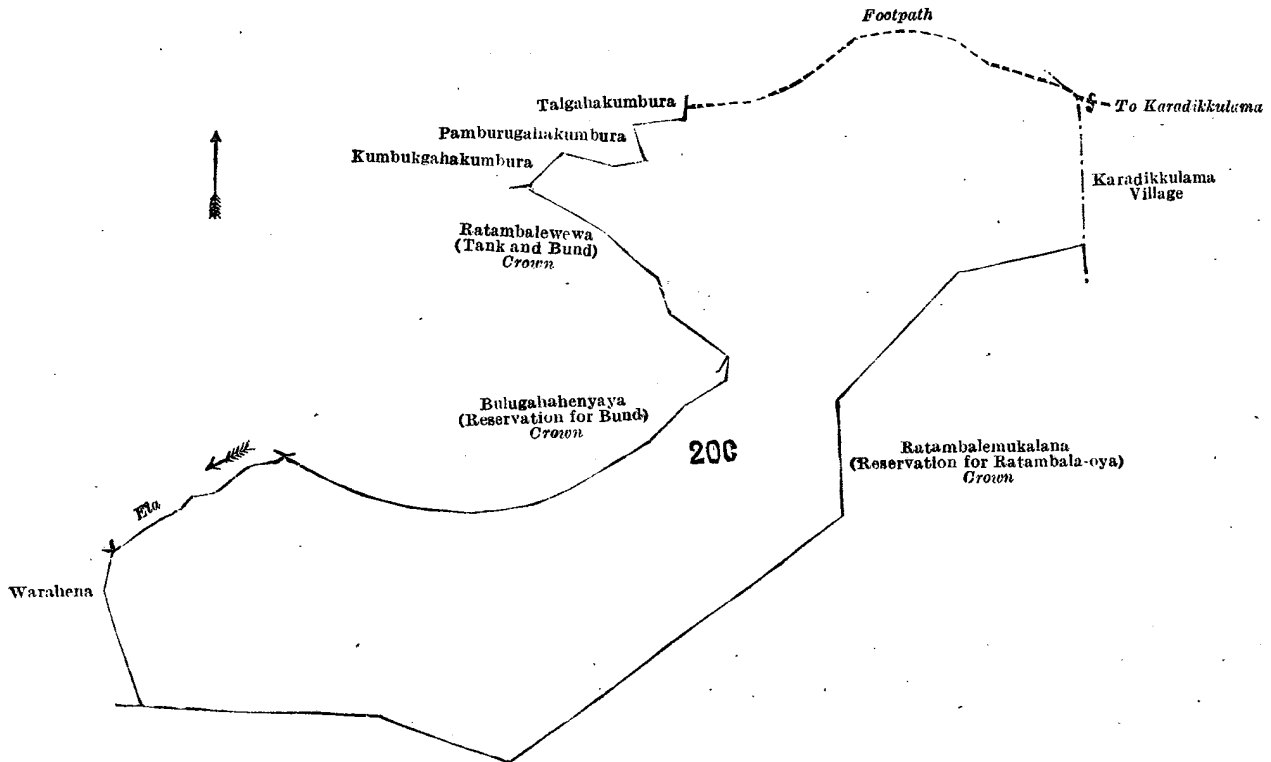 Footpath
Talgahakumbura
To Karadikkulama
Pamburugahakumbura
Kumbukgahakumbura
Karadikkulama
Village
Ratambalewewa
(Tank and Bund)
Crown
Bulugahahenyaya
(Reservation for Bund)
Crown
20C
Ratambalemukalana
(Reservation for Ratambala-oya)
Crown
Ela
Warahena